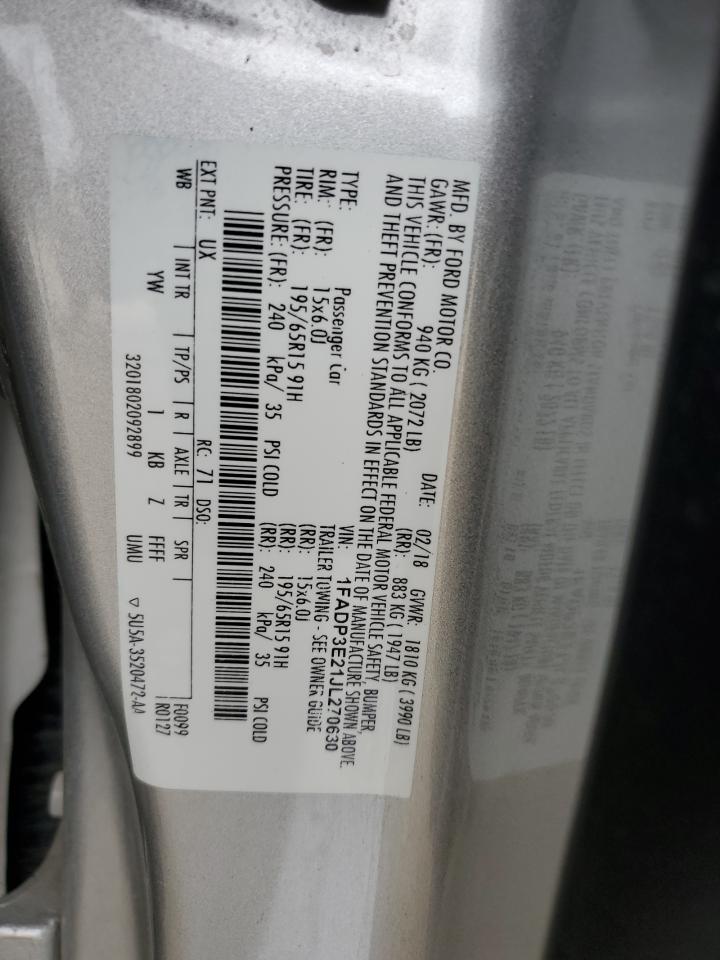 MFD. BY FORD MOTOR CO.
DATE: 02/18 GVWR: 1810 KG ( 3990 LB)
GAWR: (FR): 940 KG ( 2072 LB) (RR): 883 KG ( 1947 LB)
THIS VEHICLE CONFORMS TO ALL APPLICABLE FEDERAL MOTOR VEHICLE SAFETY, BUMPER,
AND THEFT PREVENTION STANDARDS IN EFFECT ON THE DATE OF MANUFACTURE SHOWN ABOVE.
VIN: 1FADP3E21JL270630
TYPE: Passenger Car TRAILER TOWING - SEE OWNER GUIDE
RIM: (FR): 15x6.0J (RR): 15x6.0J
TIRE: (FR): 195/65R15 91H (RR): 195/65R15 91H
PRESSURE: (FR): 240 kPa/ 35 PSI COLD (RR): 240 kPa/ 35 PSI COLD
EXT PNT: UX RC: 71 DSO: F0099
WB INT TR TP/PS R AXLE TR SPR R0127
YW 1 KB Z FFFF UMU
3201802092899 ▽ 5U5A-3520472-AA